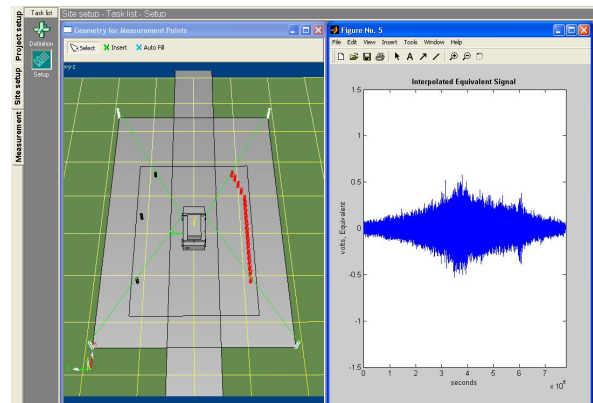 Task list
Site setup - Task list - Setup
Project setup
Site setup
Measurement
Definition
Setup
Geometry for Measurement Points
Select Insert Auto Fill
Figure No. 5
File Edit View Insert Tools Window Help
A
Interpolated Equivalent Signal
volts, Equivalent
1.5
1
0.5
0
-0.5
-1
-1.5
0 1 2 3 4 5 6 7
seconds